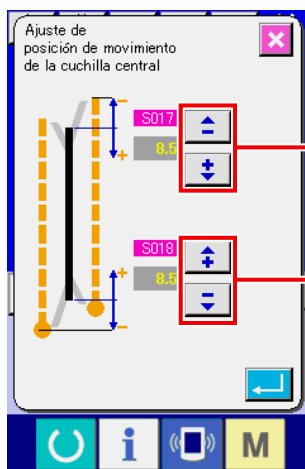 Ajuste de
posición de movimiento
de la cuchilla central
S017
8.5
S018
8.5
M